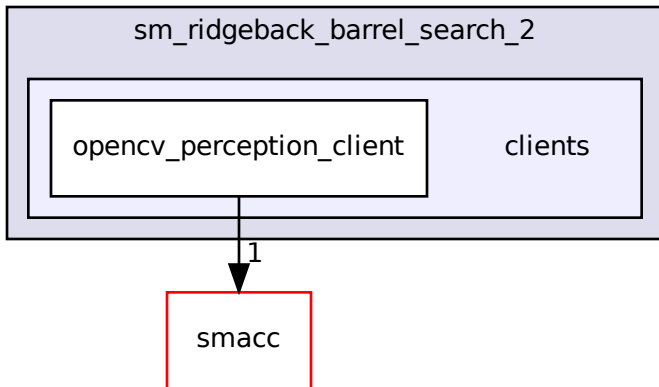 sm_ridgeback_barrel_search_2
opencv_perception_client
clients
1
smacc